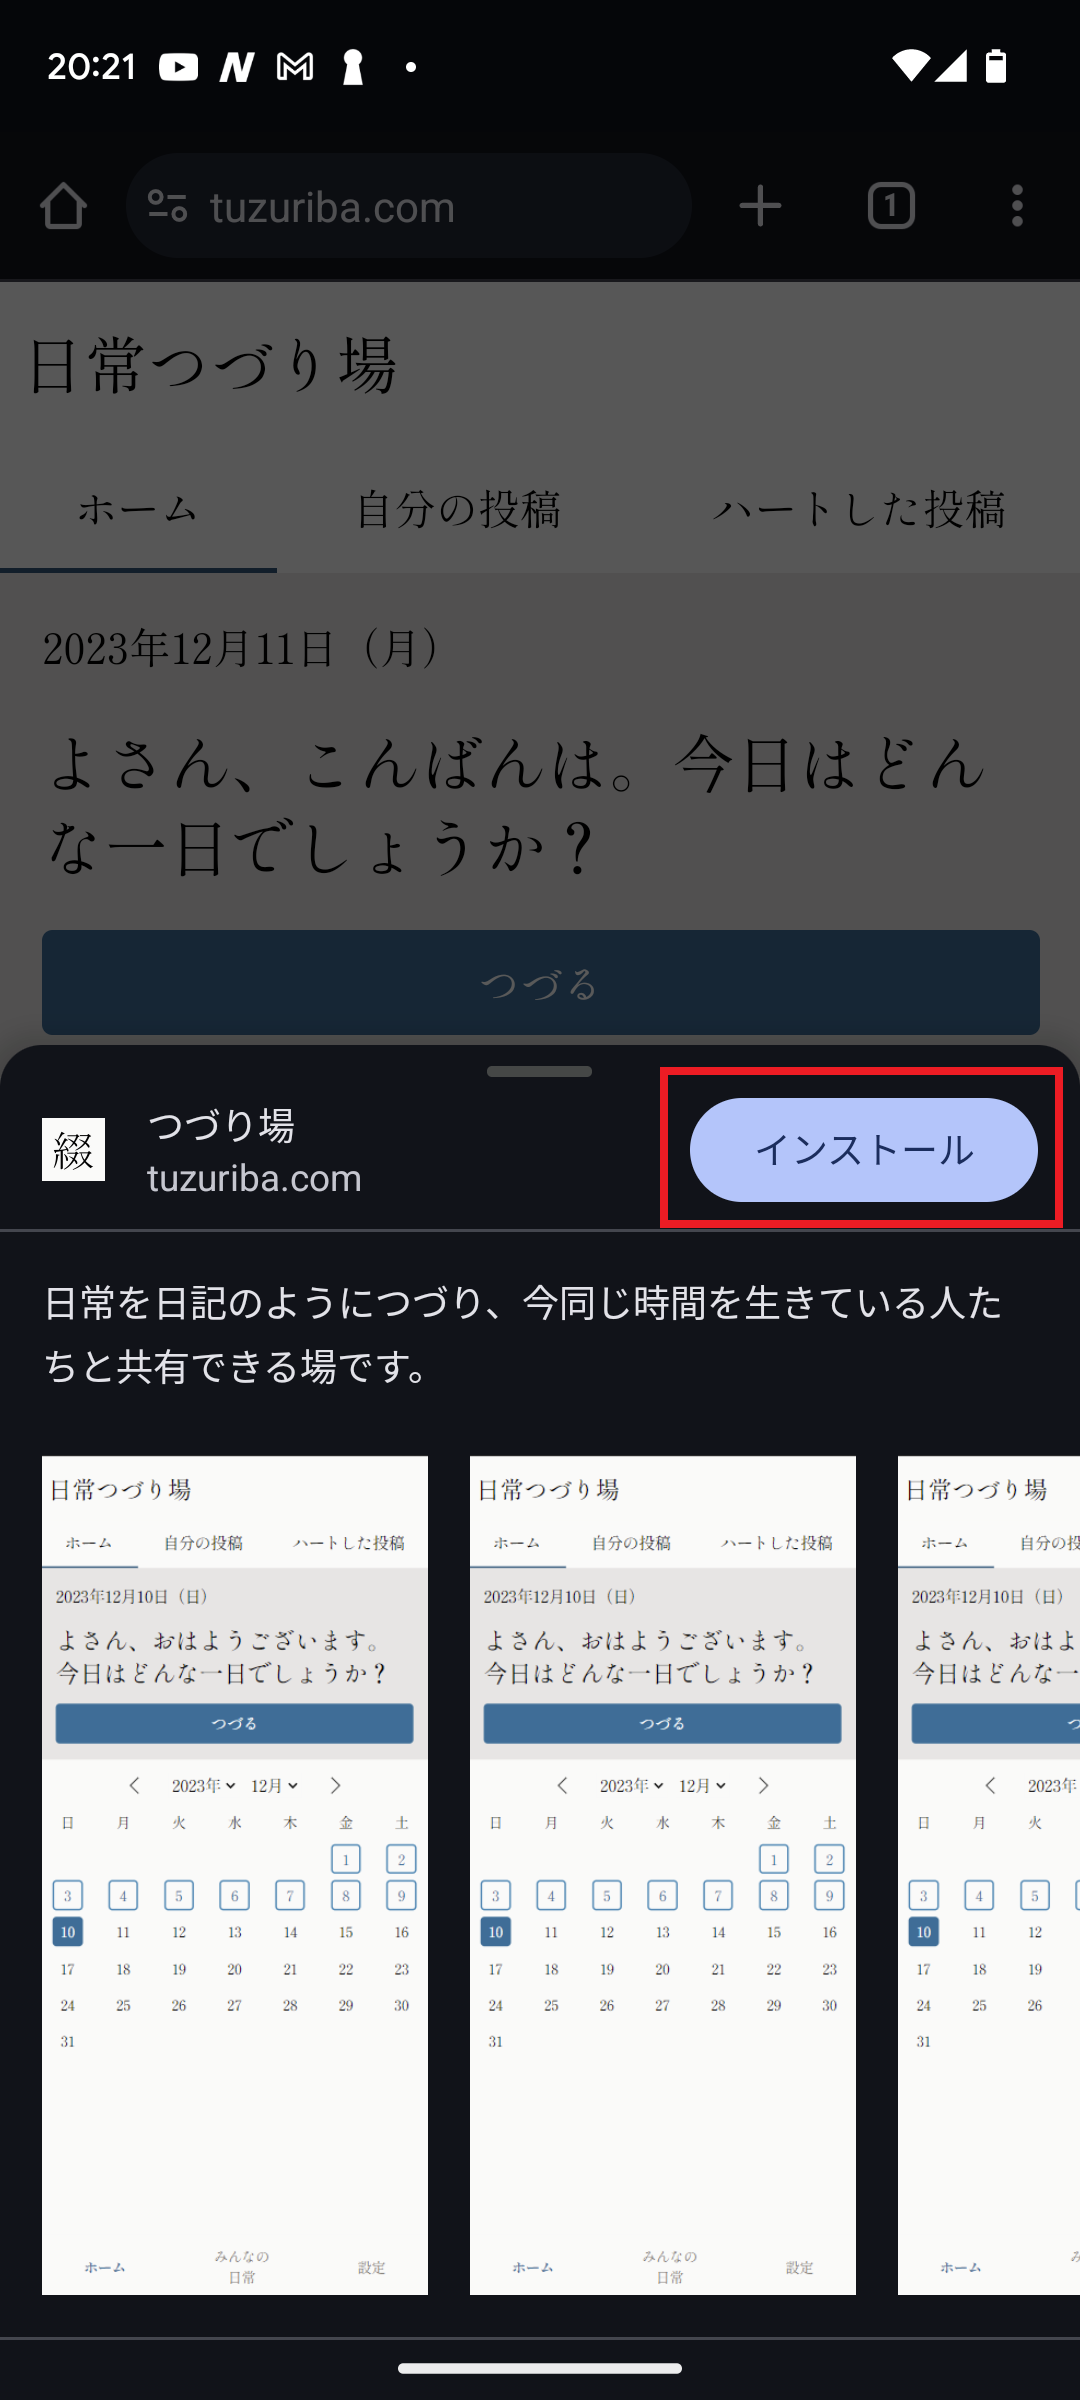 20:21
tuzuriba.com
1
日常つづり場
ホーム 自分の投稿 ハートした投稿
2023年12月11日（月）
よさん、こんばんは。今日はどん
な一日でしょうか？
つづる
綴
つづり場
tuzuriba.com
インストール
日常を日記のようにつづり、今同じ時間を生きている人た
ちと共有できる場です。
日常つづり場
ホーム 自分の投稿 ハートした投稿
2023年12月10日（日）
よさん、おはようございます。
今日はどんな一日でしょうか？
つづる
2023年 12月
日 月 火 水 木 金 土
1 2
3 4 5 6 7 8 9
10 11 12 13 14 15 16
17 18 19 20 21 22 23
24 25 26 27 28 29 30
31
ホーム みんなの
日常 設定
日常つづり場
ホーム 自分の投稿 ハートした投稿
2023年12月10日（日）
よさん、おはようございます。
今日はどんな一日でしょうか？
つづる
2023年 12月
日 月 火 水 木 金 土
1 2
3 4 5 6 7 8 9
10 11 12 13 14 15 16
17 18 19 20 21 22 23
24 25 26 27 28 29 30
31
ホーム みんなの
日常 設定
日常つづり場
ホーム 自分の投
2023年12月10日（日）
よさん、おはよ
今日はどんな一
つ
2023年
日 月 火
3 4 5
10 11 12
17 18 19
24 25 26
31
ホーム